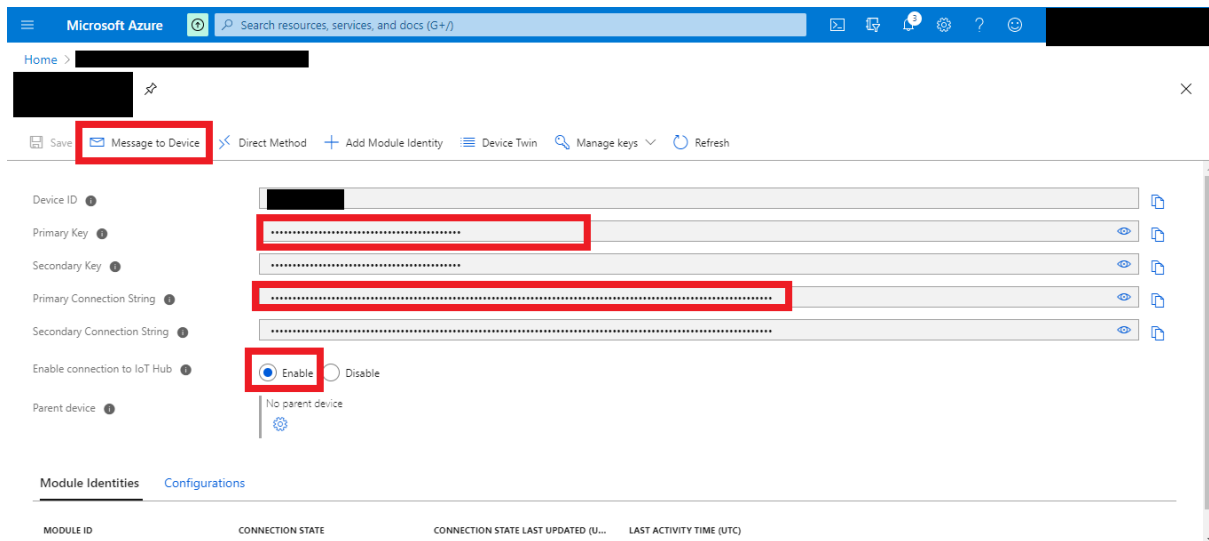 Microsoft Azure Search resources, services, and docs (G+/) 3
Home >
Save Message to Device Direct Method Add Module Identity Device Twin Manage keys Refresh
Device ID
Primary Key
Secondary Key
Primary Connection String
Secondary Connection String
Enable connection to IoT Hub Enable Disable
Parent device No parent device
Module Identities Configurations
MODULE ID CONNECTION STATE CONNECTION STATE LAST UPDATED (U... LAST ACTIVITY TIME (UTC)